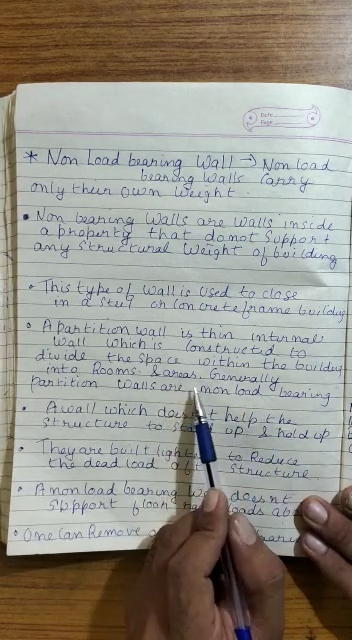 Date
Page
* Non Load bearing Wall → Non load
bearing Walls Carry
only their Own Weight.
• Non bearing Walls are Walls inside
a property that donot Support
any Structural Weight of building
• This type of Wall is Used to close
in a Steel or Concrete frame building
• A partition wall is thin internal
Wall which is Constructed to
divide the space within the building
into Rooms & areas. Generally
partition Walls are non load bearing
• A wall which doesn't help the
Structure to stand up & hold up
• They are built light to Reduce
the dead load of structure.
• A non load bearing doesnt
Support floor loads
• One Can Remove